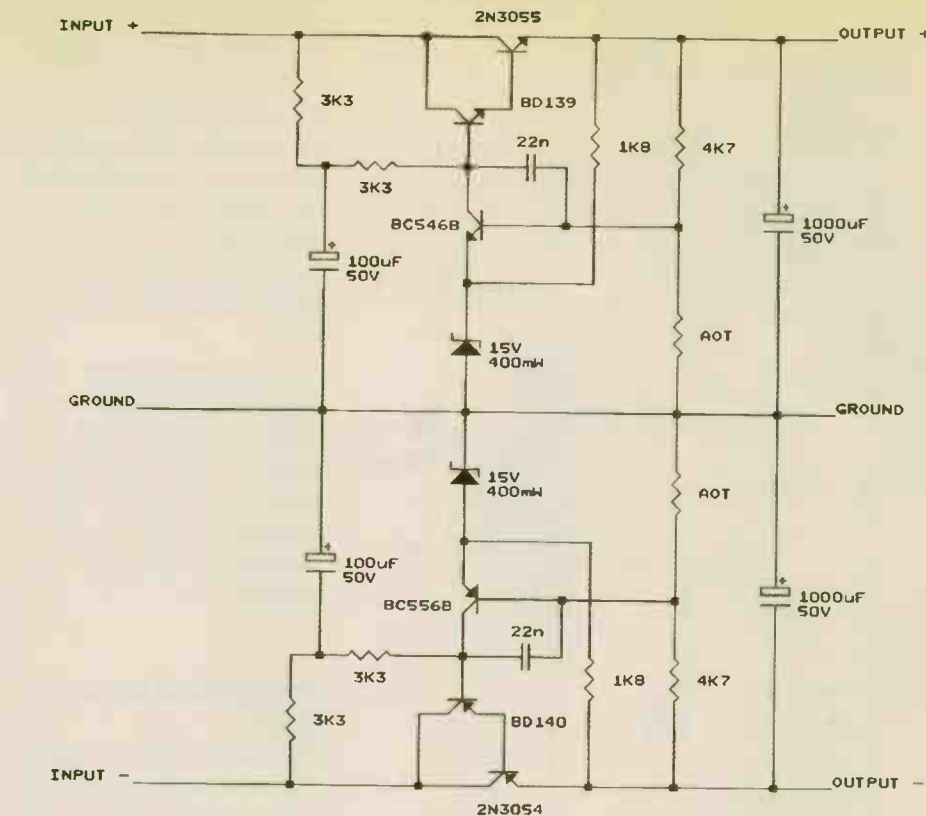 2N3055
INPUT +
OUTPUT +
3K3
BD139
22n
1K8
4K7
3K3
BC546B
1000uF
50V
+
100uF
50V
+
15V
400mW
AOT
GROUND
GROUND
15V
400mW
AOT
+
100uF
50V
+
1000uF
50V
BC556B
22n
3K3
1K8
4K7
3K3
BD140
INPUT -
OUTPUT -
2N3054